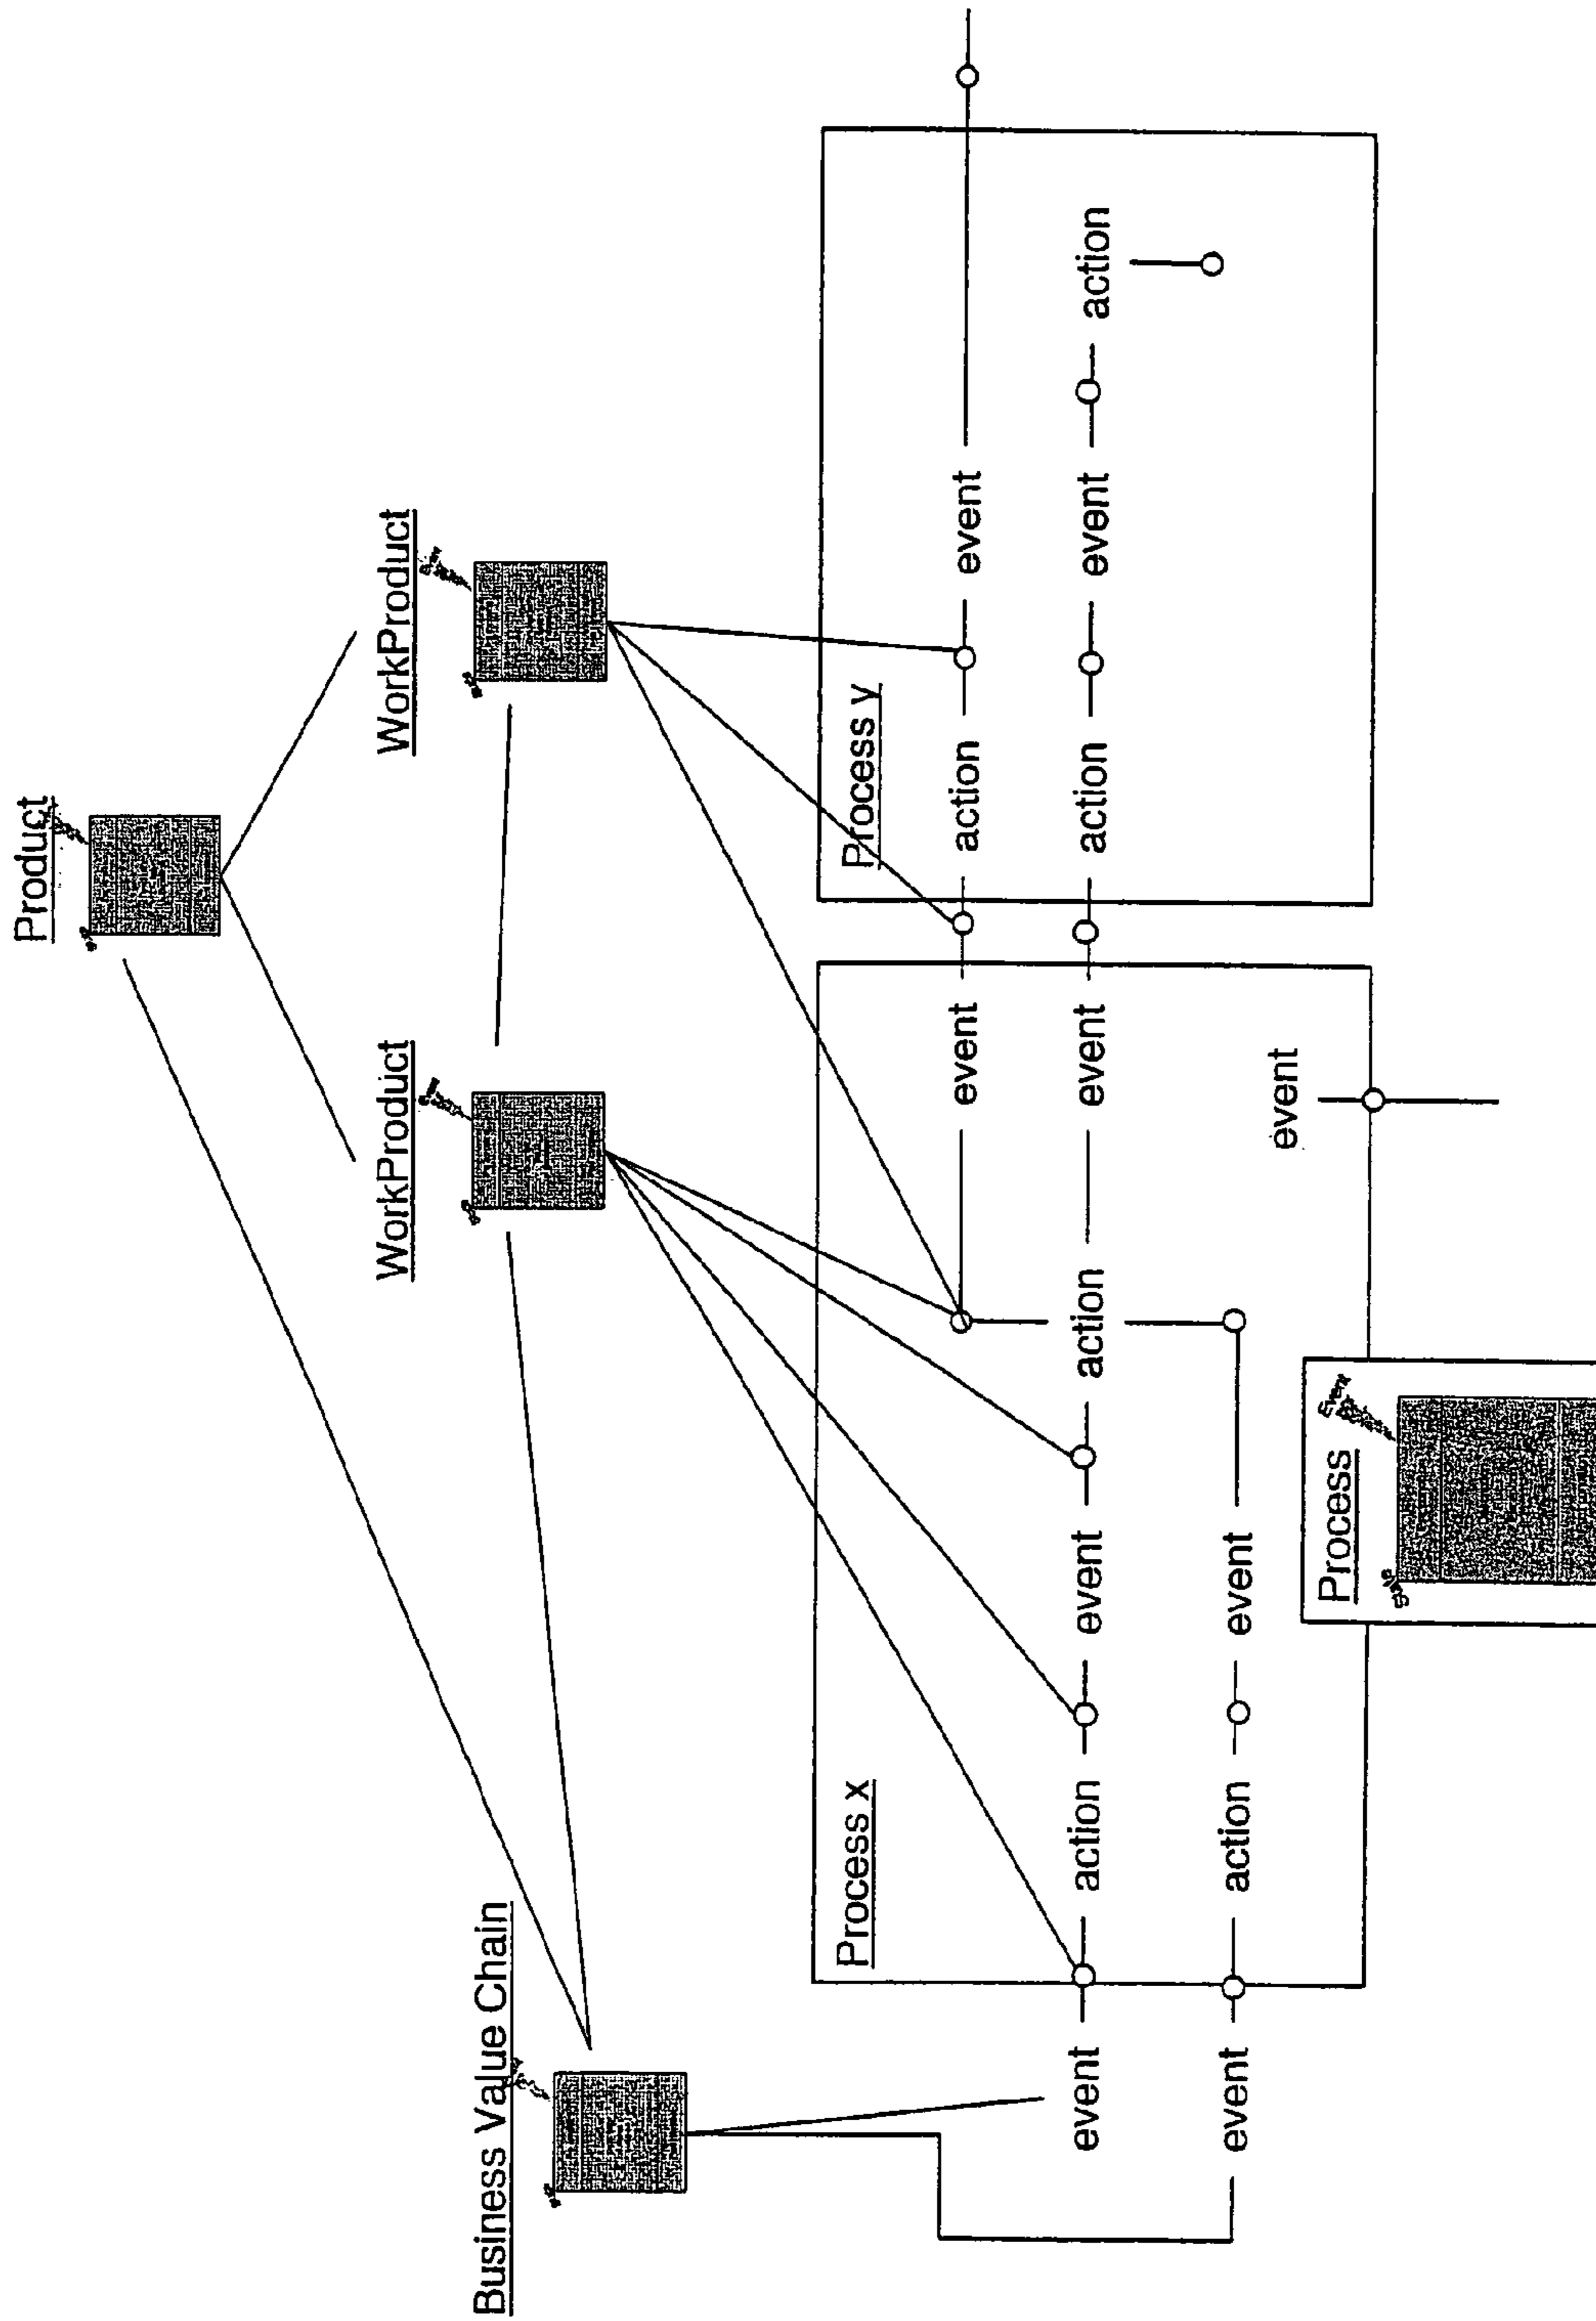 Product
WorkProduct WorkProduct
Business Value Chain
Process x Process y
event action event
event action event action event action event action
event action event
event
Process Event